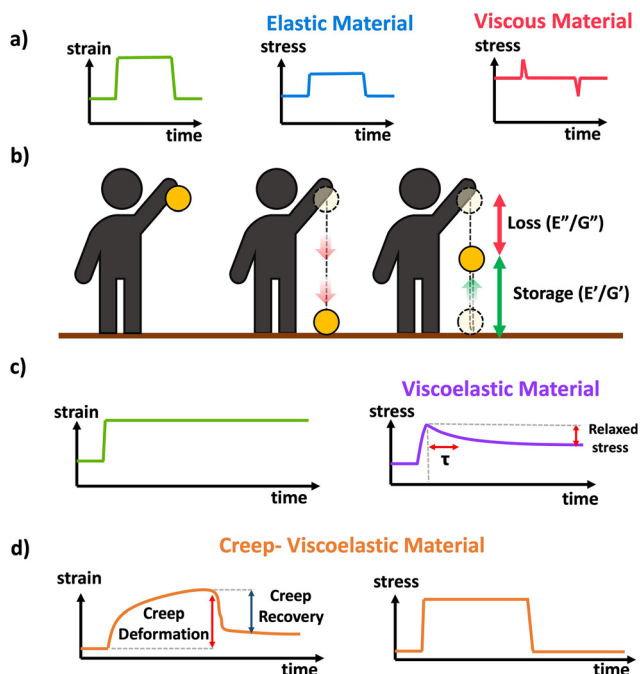 a)
strain
time
Elastic Material
stress
time
Viscous Material
stress
time
b)
Loss (E”/G”)
Storage (E’/G’)
c)
strain
time
Viscoelastic Material
stress
Relaxed
stress
τ
time
d)
Creep- Viscoelastic Material
strain
Creep
Deformation
Creep
Recovery
time
stress
time